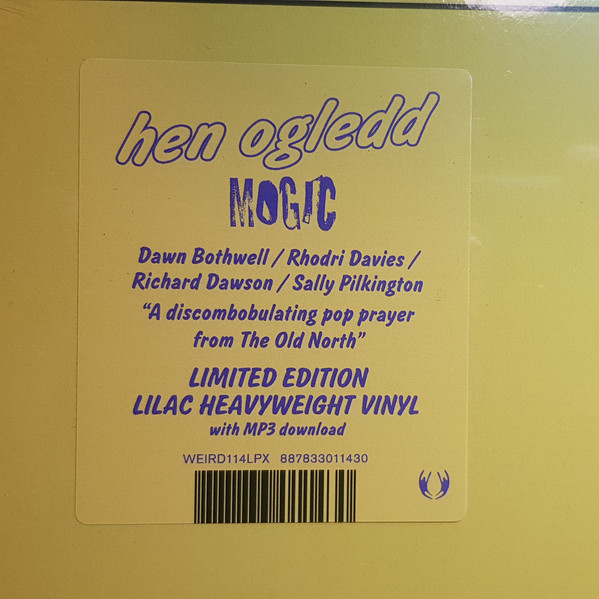 hen ogledd
MOGIC
Dawn Bothwell / Rhodri Davies /
Richard Dawson / Sally Pilkington
“A discombobulating pop prayer
from The Old North”
LIMITED EDITION
LILAC HEAVYWEIGHT VINYL
with MP3 download
WEIRD114LPX 887833011430